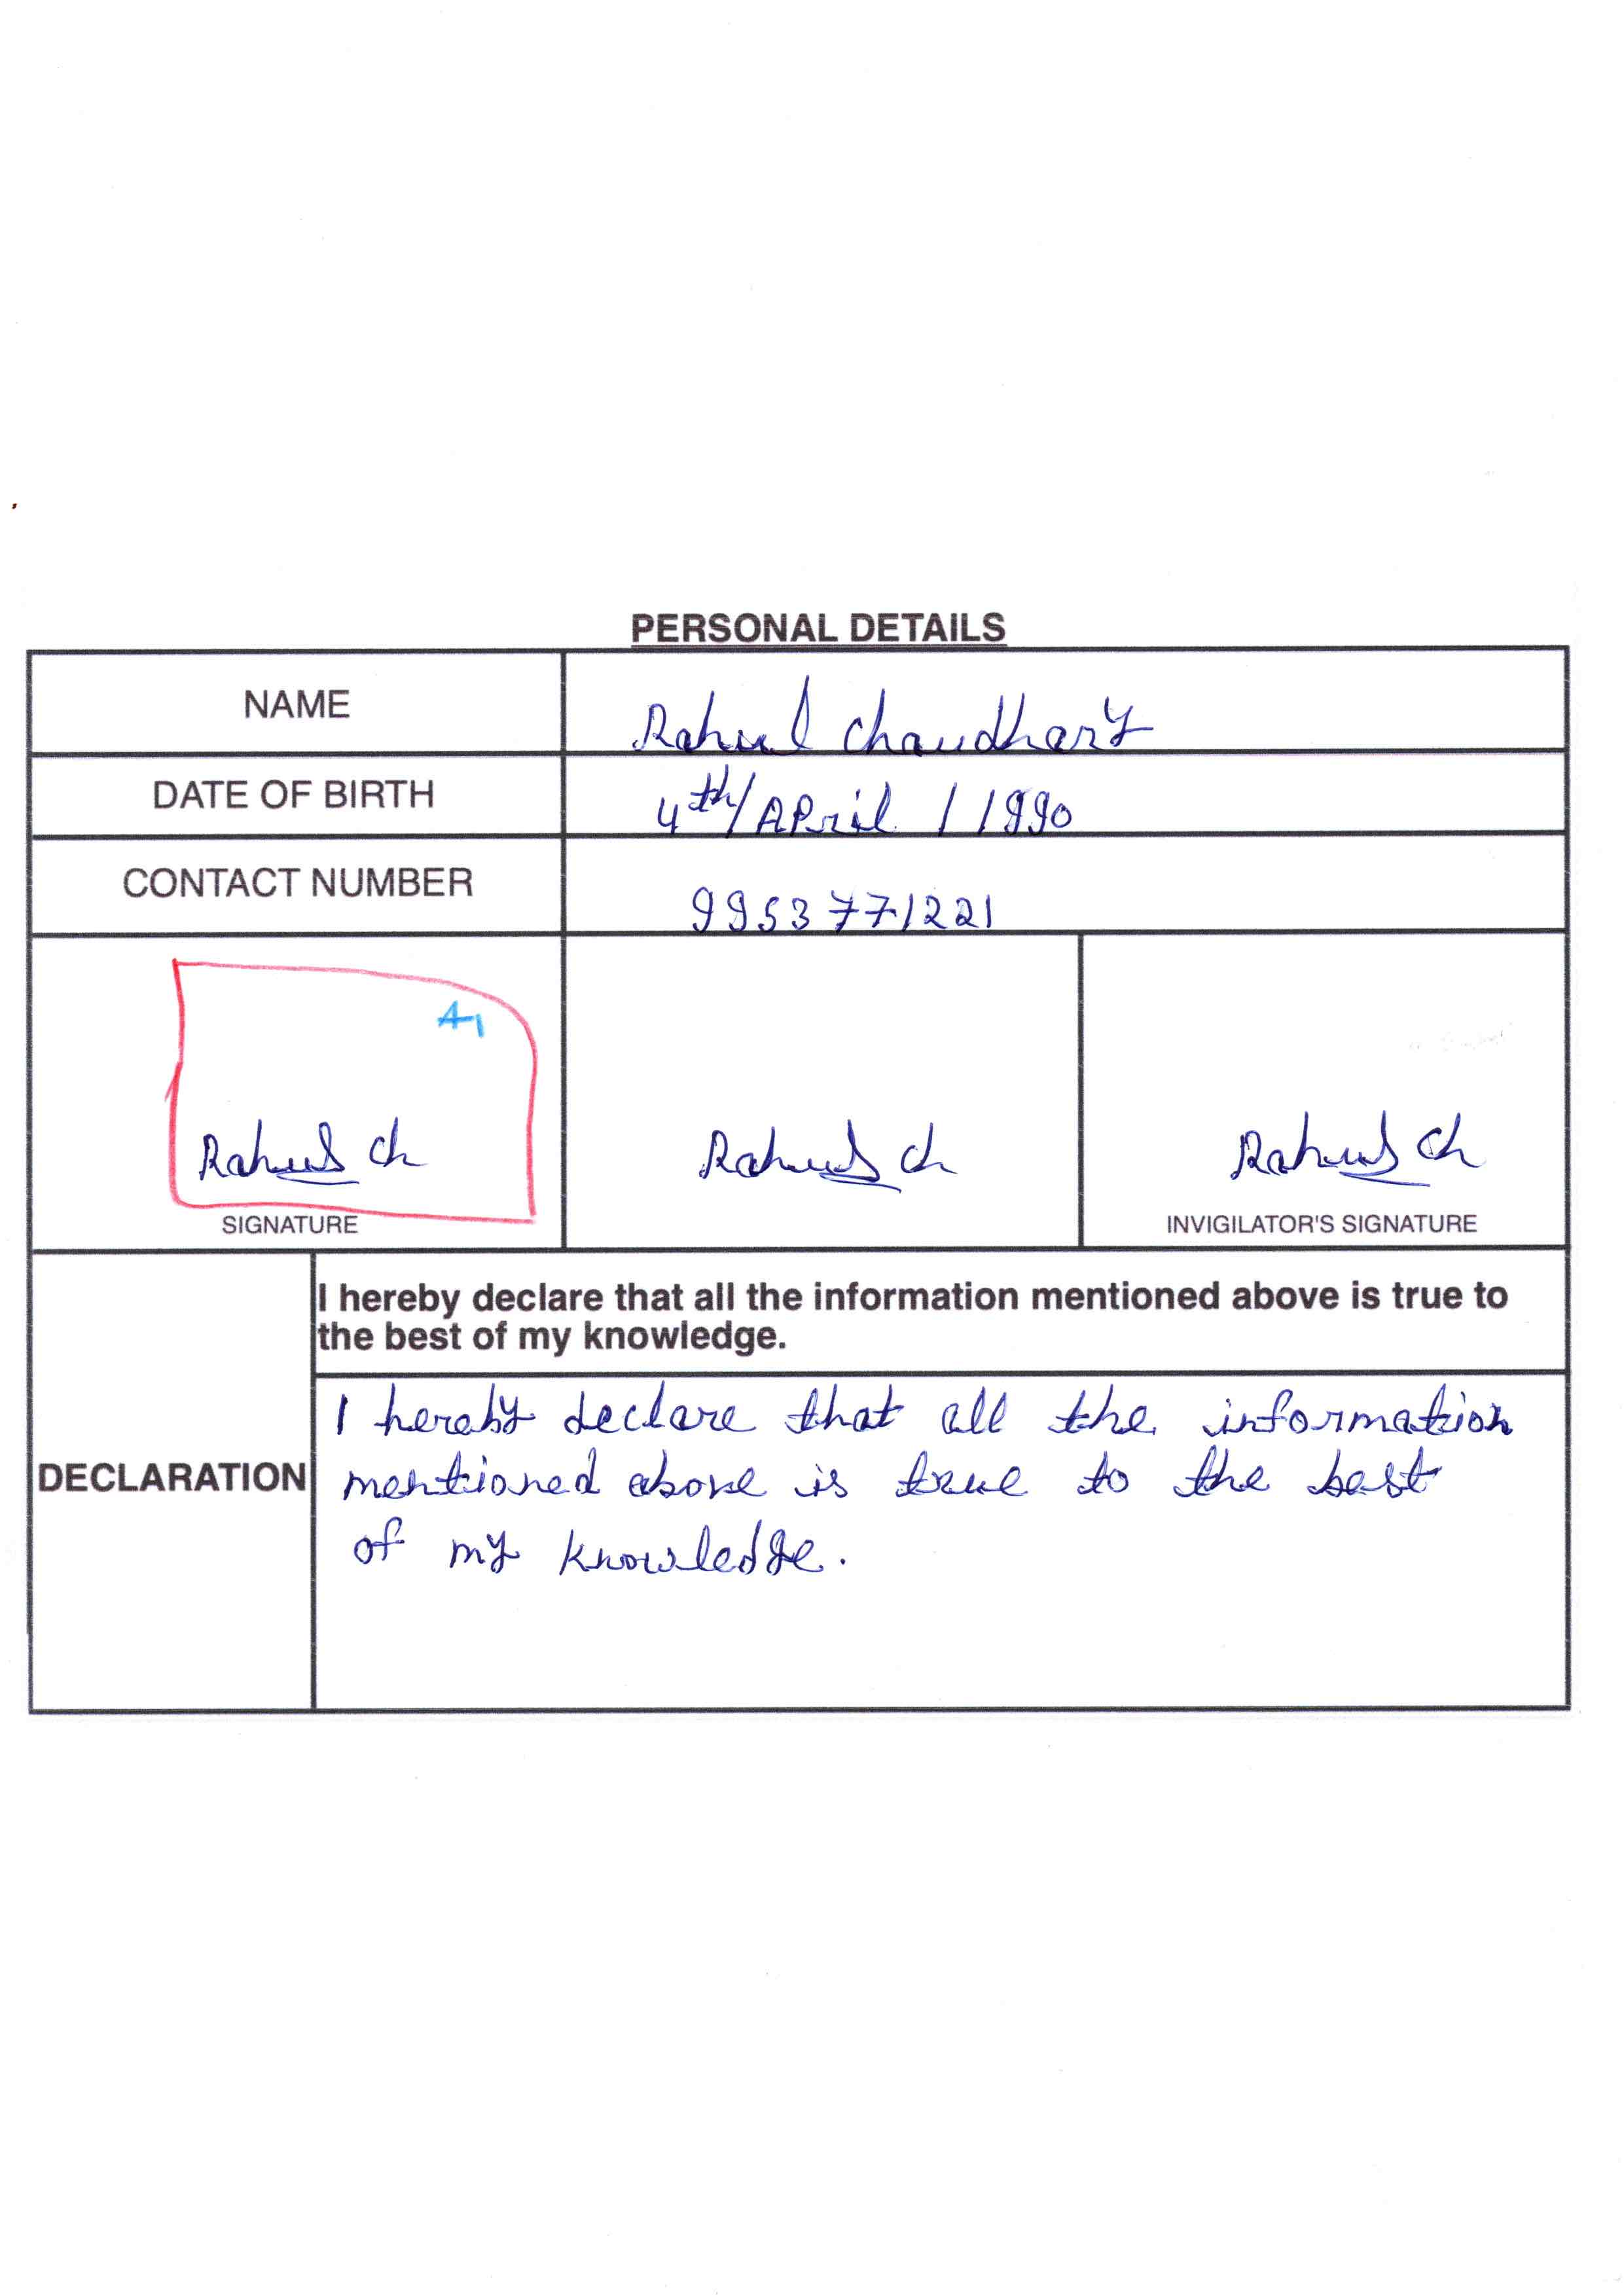 PERSONAL DETAILS
NAME
Rahul Chaudhary
DATE OF BIRTH
4th/APril / 1990
CONTACT NUMBER
9953771221
A1
Rahul Ch
Rahul Ch
Rahul Ch
SIGNATURE
INVIGILATOR'S SIGNATURE
I hereby declare that all the information mentioned above is true to
the best of my knowledge.
DECLARATION
I hereby declare that all the information
mentioned above is true to the best
of my knowledge.